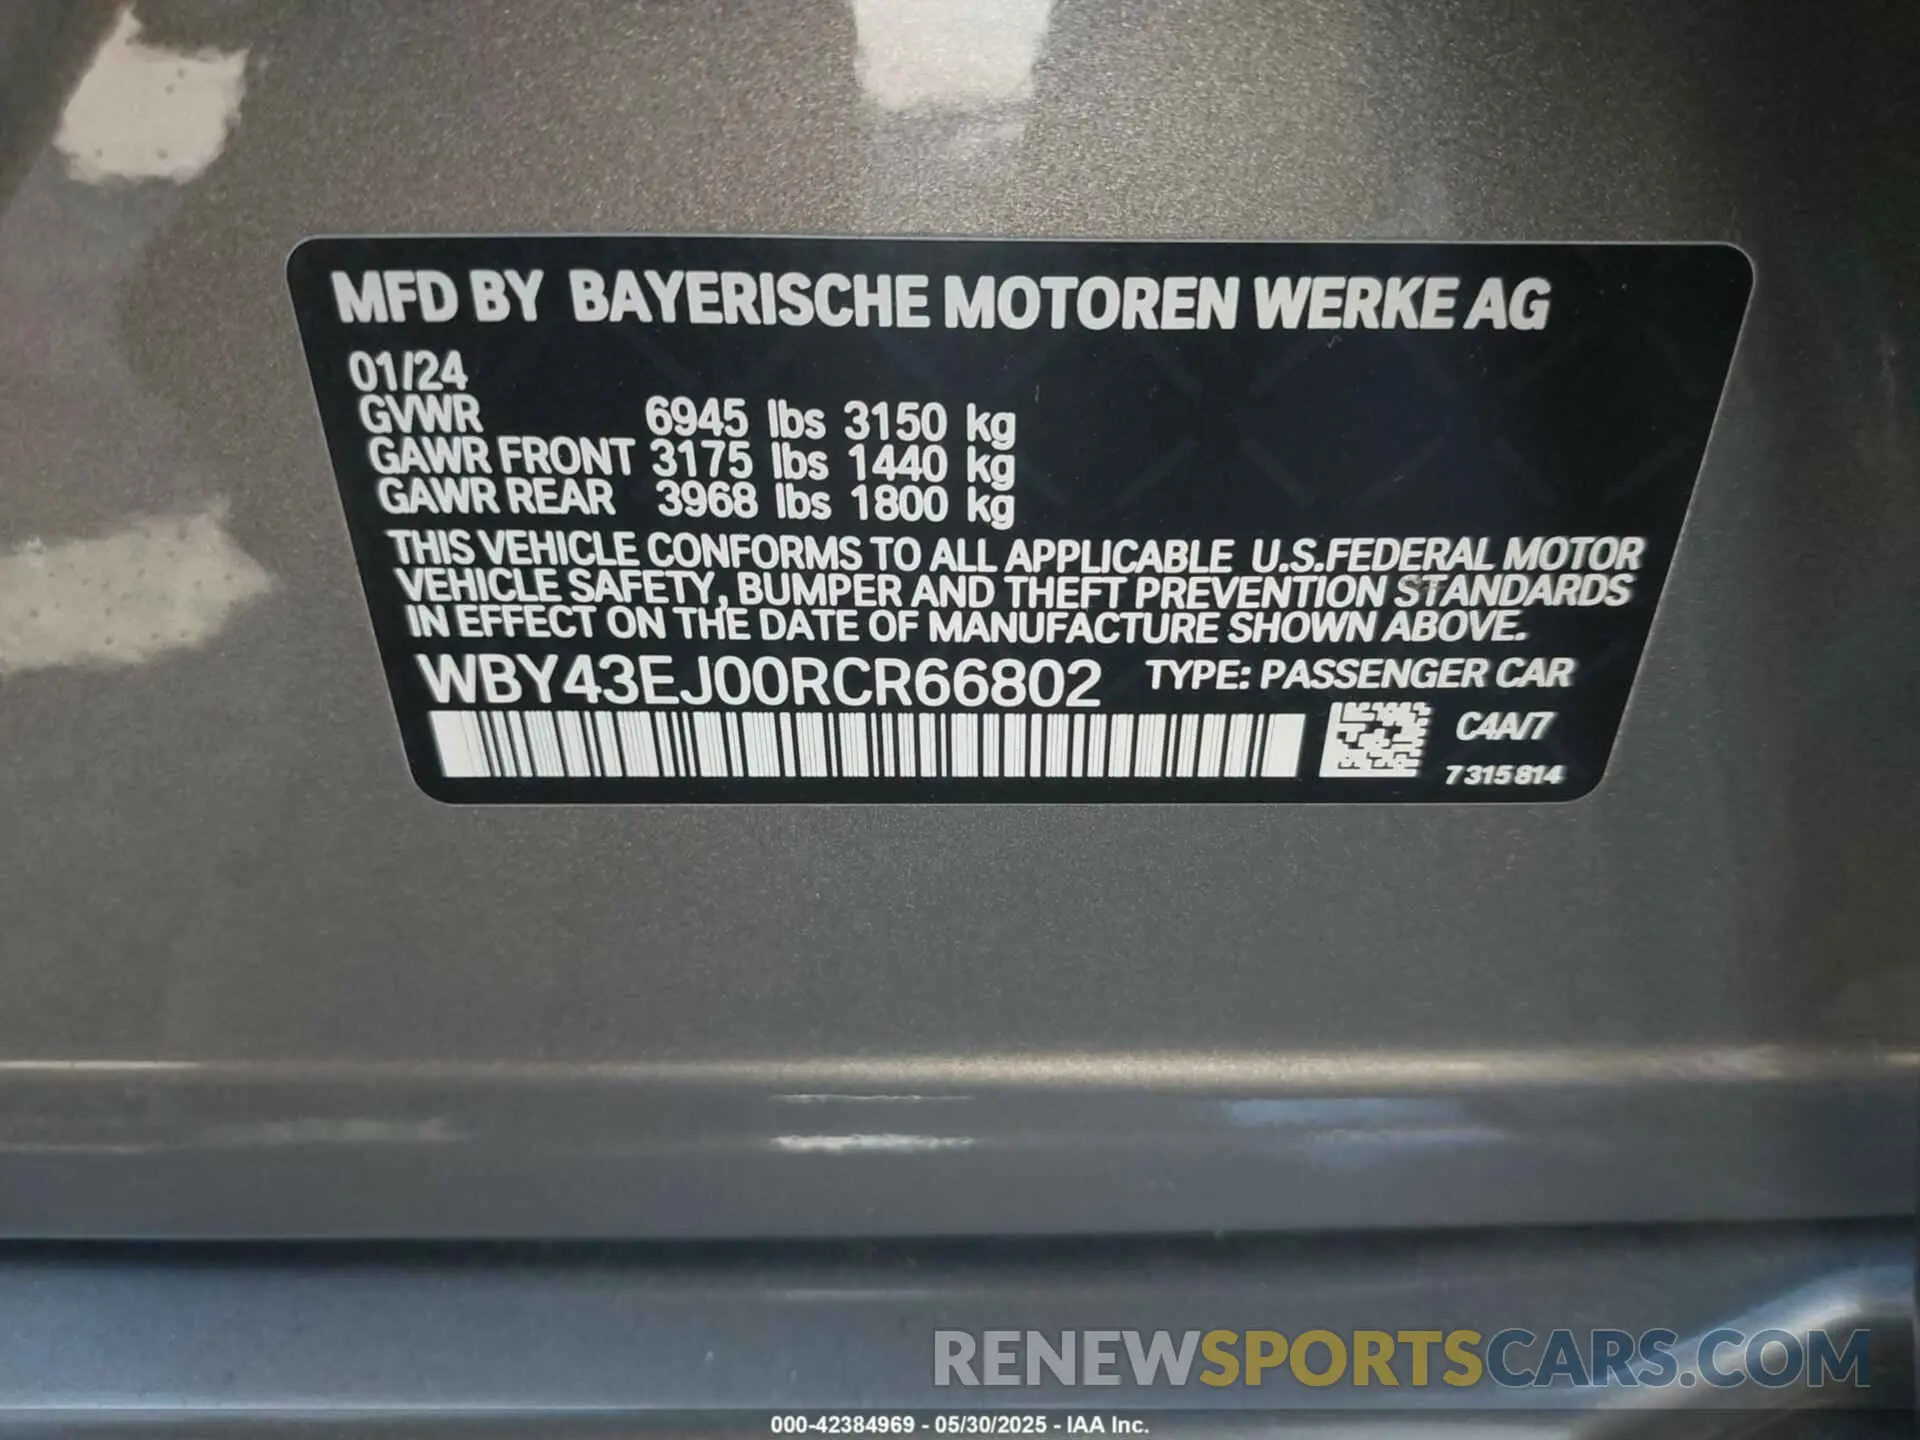 MFD BY BAYERISCHE MOTOREN WERKE AG
01/24
GVWR 6945 lbs 3150 kg
GAWR FRONT 3175 lbs 1440 kg
GAWR REAR 3968 lbs 1800 kg
THIS VEHICLE CONFORMS TO ALL APPLICABLE U.S.FEDERAL MOTOR
VEHICLE SAFETY, BUMPER AND THEFT PREVENTION STANDARDS
IN EFFECT ON THE DATE OF MANUFACTURE SHOWN ABOVE.
WBY43EJ00RCR66802 TYPE: PASSENGER CAR
C4A/7
7 315 814
RENEWSPORTSCARS.COM
000-42384969 - 05/30/2025 - IAA Inc.